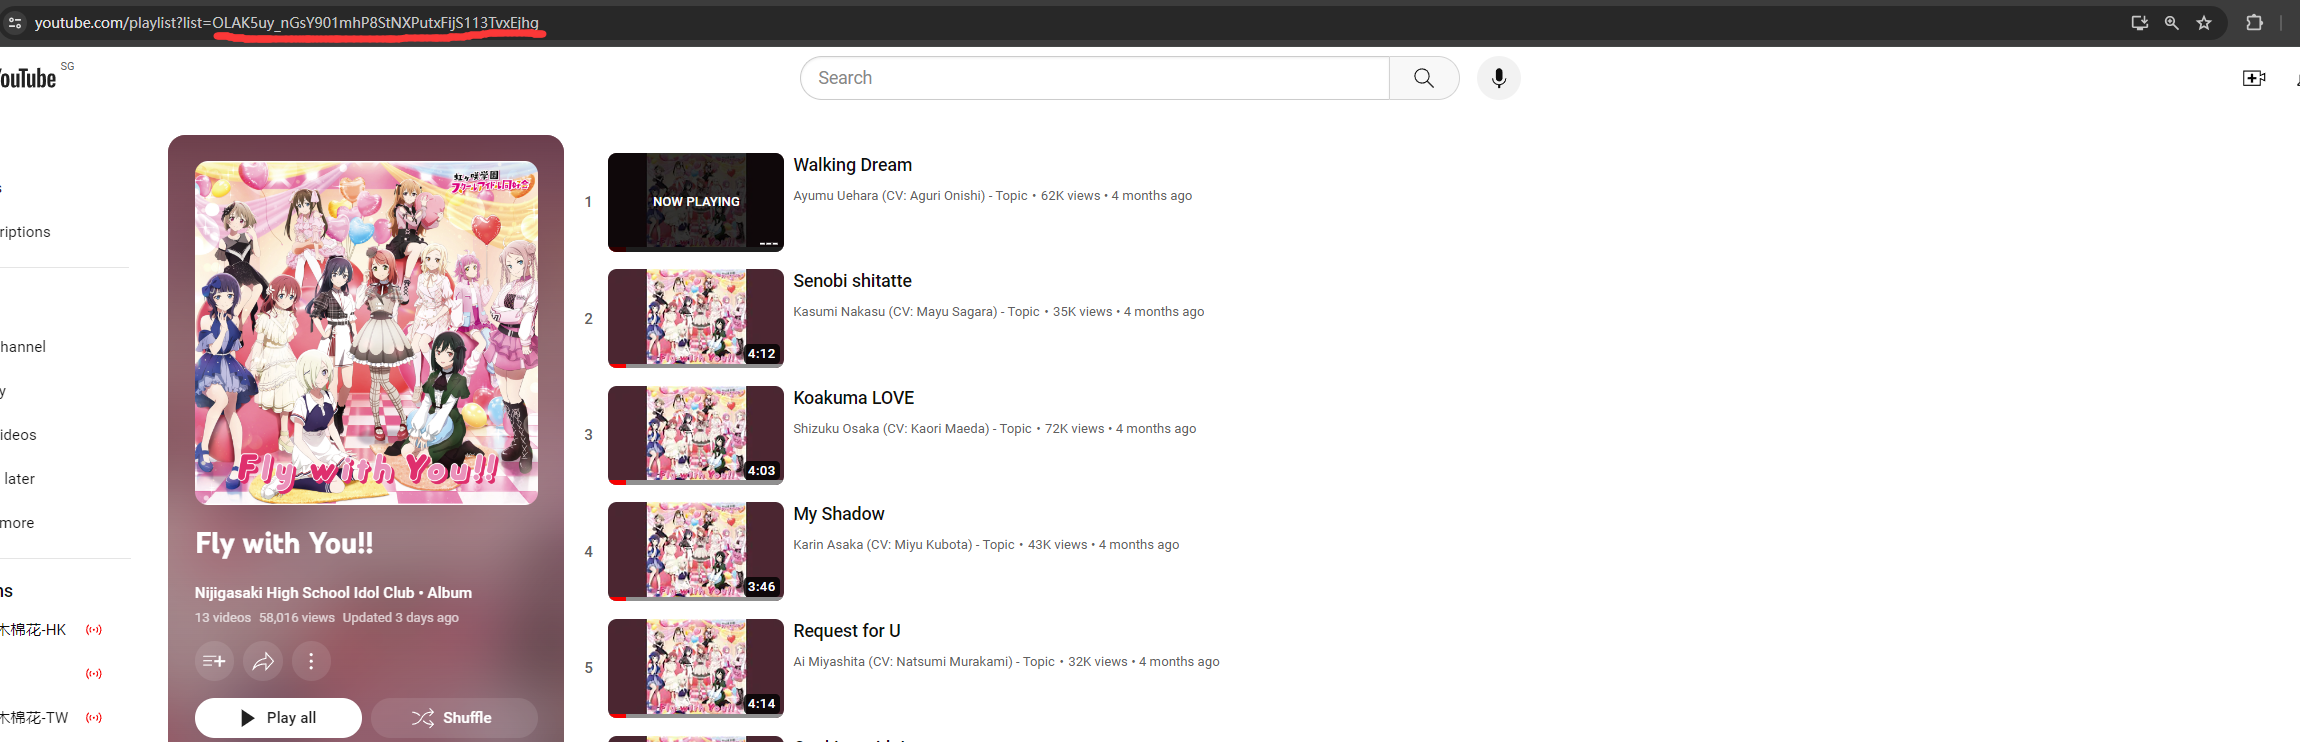 youtube.com/playlist?list=OLAK5uy_nGsY901mhP8StNXPutxFijS113TvxEjhg
YouTube SG
Search
s
riptions
hannel
y
ideos
later
more
ns
木棉花-HK
木棉花-TW
虹ヶ咲学園
スクールアイドル同好会
Fly with You!!
Fly with You!!
Nijigasaki High School Idol Club • Album
13 videos 58,016 views Updated 3 days ago
Play all
Shuffle
1
NOW PLAYING
Walking Dream
Ayumu Uehara (CV: Aguri Onishi) - Topic • 62K views • 4 months ago
2
4:12
Senobi shitatte
Kasumi Nakasu (CV: Mayu Sagara) - Topic • 35K views • 4 months ago
3
4:03
Koakuma LOVE
Shizuku Osaka (CV: Kaori Maeda) - Topic • 72K views • 4 months ago
4
3:46
My Shadow
Karin Asaka (CV: Miyu Kubota) - Topic • 43K views • 4 months ago
5
4:14
Request for U
Ai Miyashita (CV: Natsumi Murakami) - Topic • 32K views • 4 months ago